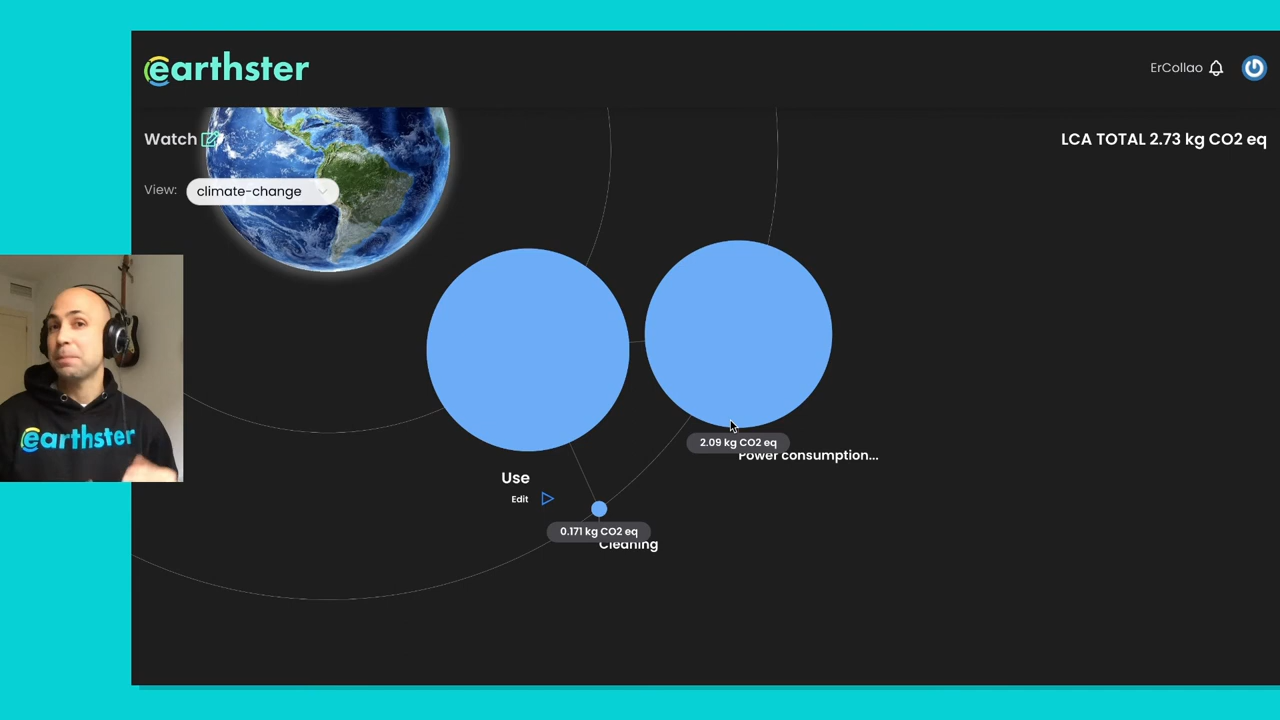 earthster
ErCollao
Watch
LCA TOTAL 2.73 kg CO2 eq
View:
climate-change
earthster
2.09 kg CO2 eq
Power consumption...
Use
Edit
0.171 kg CO2 eq
Cleaning